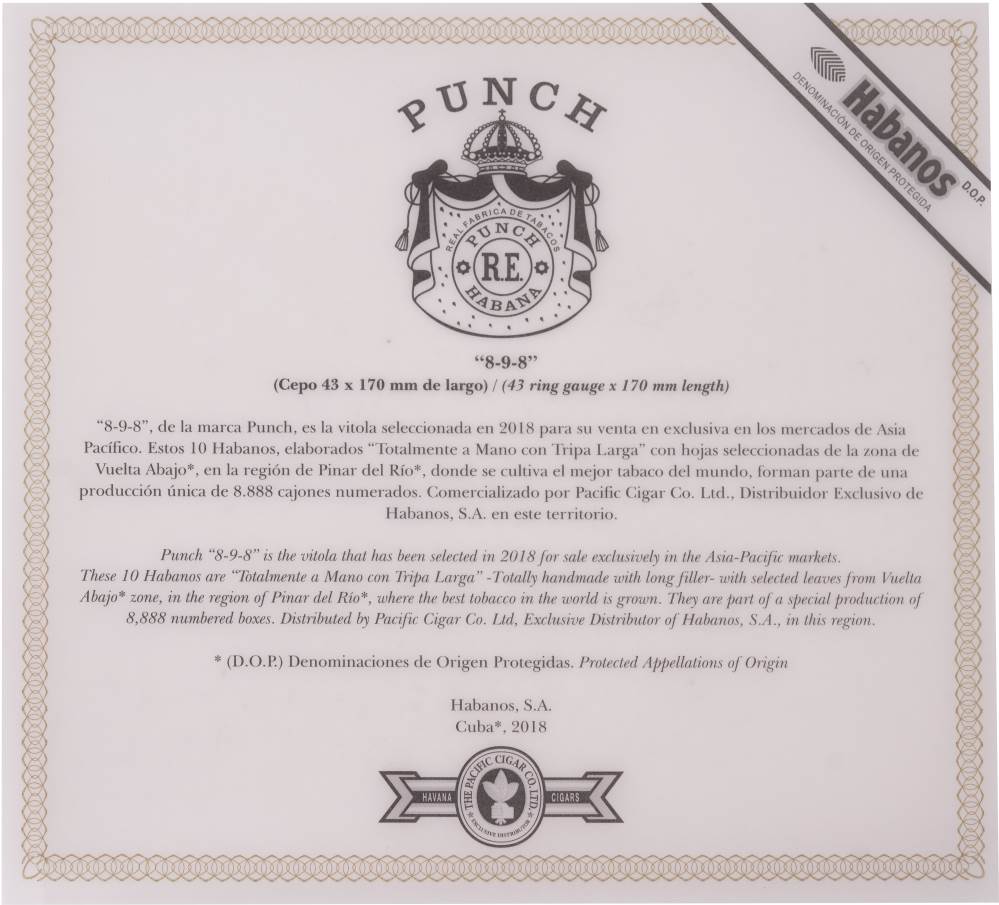 PUNCH
Habanos
D.O.P.
DENOMINACIÓN DE ORIGEN PROTEGIDA
REAL FABRICA DE TABACOS
PUNCH
R.E.
HABANA
“8-9-8”
(Cepo 43 x 170 mm de largo) / (43 ring gauge x 170 mm length)
“8-9-8”, de la marca Punch, es la vitola seleccionada en 2018 para su venta en exclusiva en los mercados de Asia
Pacífico. Estos 10 Habanos, elaborados “Totalmente a Mano con Tripa Larga” con hojas seleccionadas de la zona de
Vuelta Abajo*, en la región de Pinar del Río*, donde se cultiva el mejor tabaco del mundo, forman parte de una
producción única de 8.888 cajones numerados. Comercializado por Pacific Cigar Co. Ltd., Distribuidor Exclusivo de
Habanos, S.A. en este territorio.
Punch “8-9-8” is the vitola that has been selected in 2018 for sale exclusively in the Asia-Pacific markets.
These 10 Habanos are “Totalmente a Mano con Tripa Larga” -Totally handmade with long filler- with selected leaves from Vuelta
Abajo* zone, in the region of Pinar del Río*, where the best tobacco in the world is grown. They are part of a special production of
8,888 numbered boxes. Distributed by Pacific Cigar Co. Ltd, Exclusive Distributor of Habanos, S.A., in this region.
* (D.O.P.) Denominaciones de Origen Protegidas. Protected Appellations of Origin
Habanos, S.A.
Cuba*, 2018
THE PACIFIC CIGAR CO. LTD.
HAVANA
CIGARS
EXCLUSIVE DISTRIBUTOR